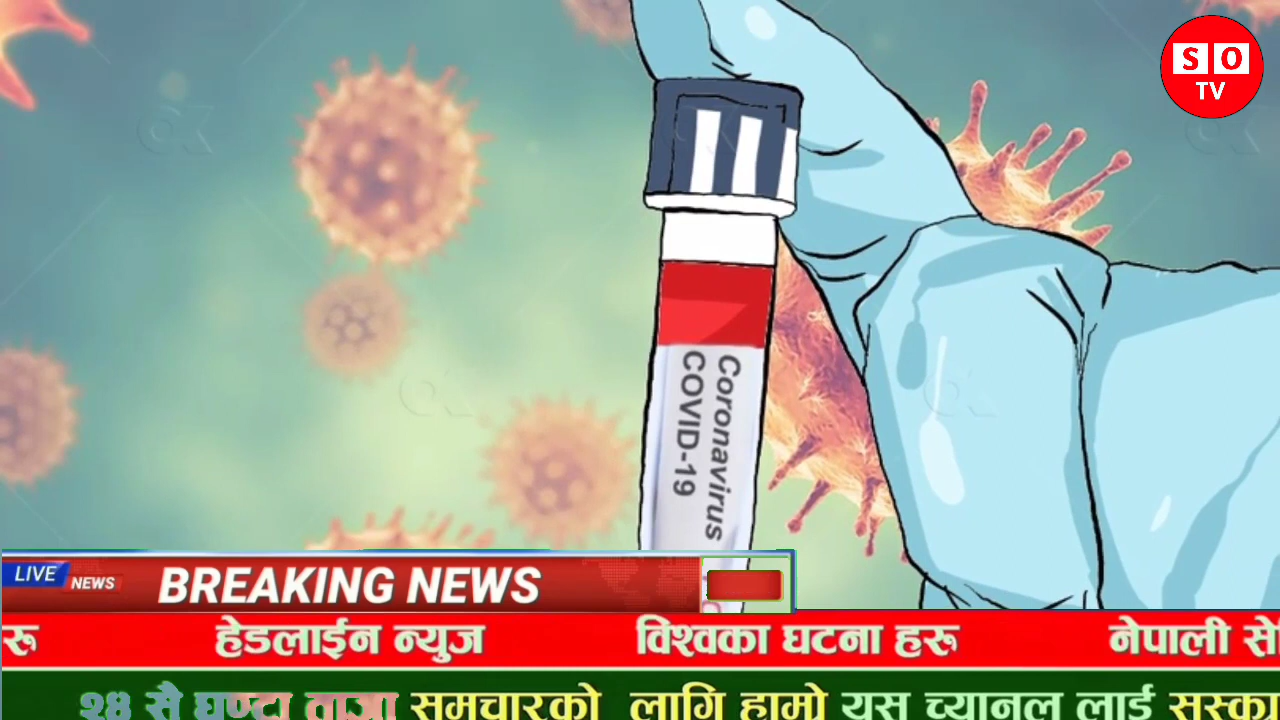 S O
TV
Coronavirus
COVID-19
LIVE NEWS BREAKING NEWS
रु हेडलाईन न्युज विश्वका घटना हरु नेपाली से
२४ सै घण्टा ताजा समचारको लागि हाम्रो यस च्यानल लाई सस्का